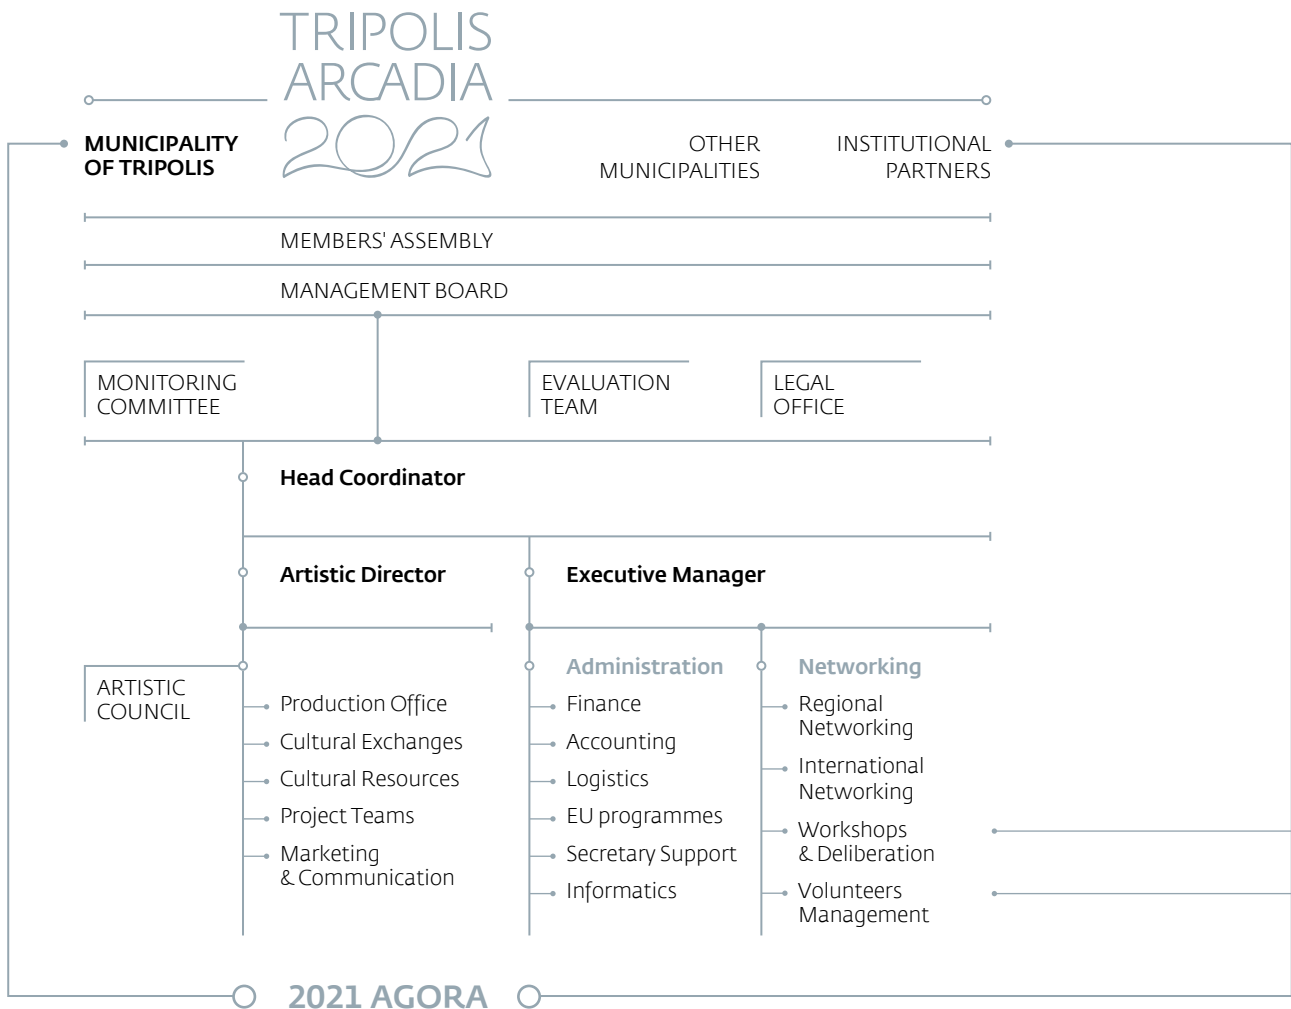 TRIPOLIS
ARCADIA
2021
MUNICIPALITY
OF TRIPOLIS
OTHER
MUNICIPALITIES
INSTITUTIONAL
PARTNERS
MEMBERS' ASSEMBLY
MANAGEMENT BOARD
MONITORING
COMMITTEE
EVALUATION
TEAM
LEGAL
OFFICE
Head Coordinator
Artistic Director
Executive Manager
ARTISTIC
COUNCIL
Production Office
Cultural Exchanges
Cultural Resources
Project Teams
Marketing
& Communication
Administration
Finance
Accounting
Logistics
EU programmes
Secretary Support
Informatics
Networking
Regional
Networking
International
Networking
Workshops
& Deliberation
Volunteers
Management
2021 AGORA